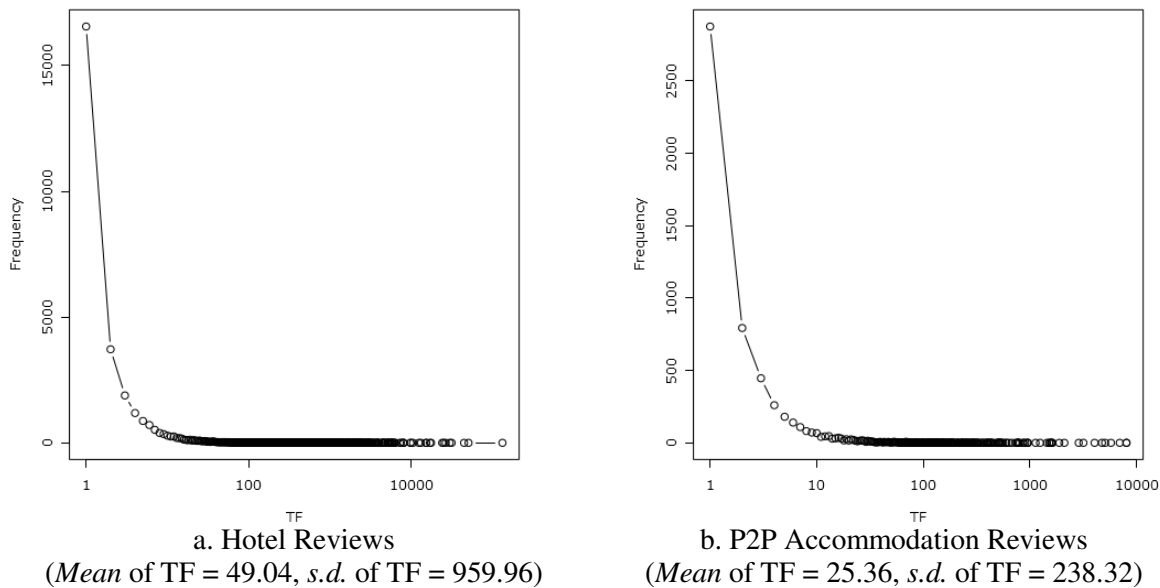 Frequency
15000
10000
5000
0
1
100
10000
TF
a. Hotel Reviews
(Mean of TF = 49.04, s.d. of TF = 959.96)
Frequency
2500
2000
1500
1000
500
0
1
10
100
1000
10000
TF
b. P2P Accommodation Reviews
(Mean of TF = 25.36, s.d. of TF = 238.32)